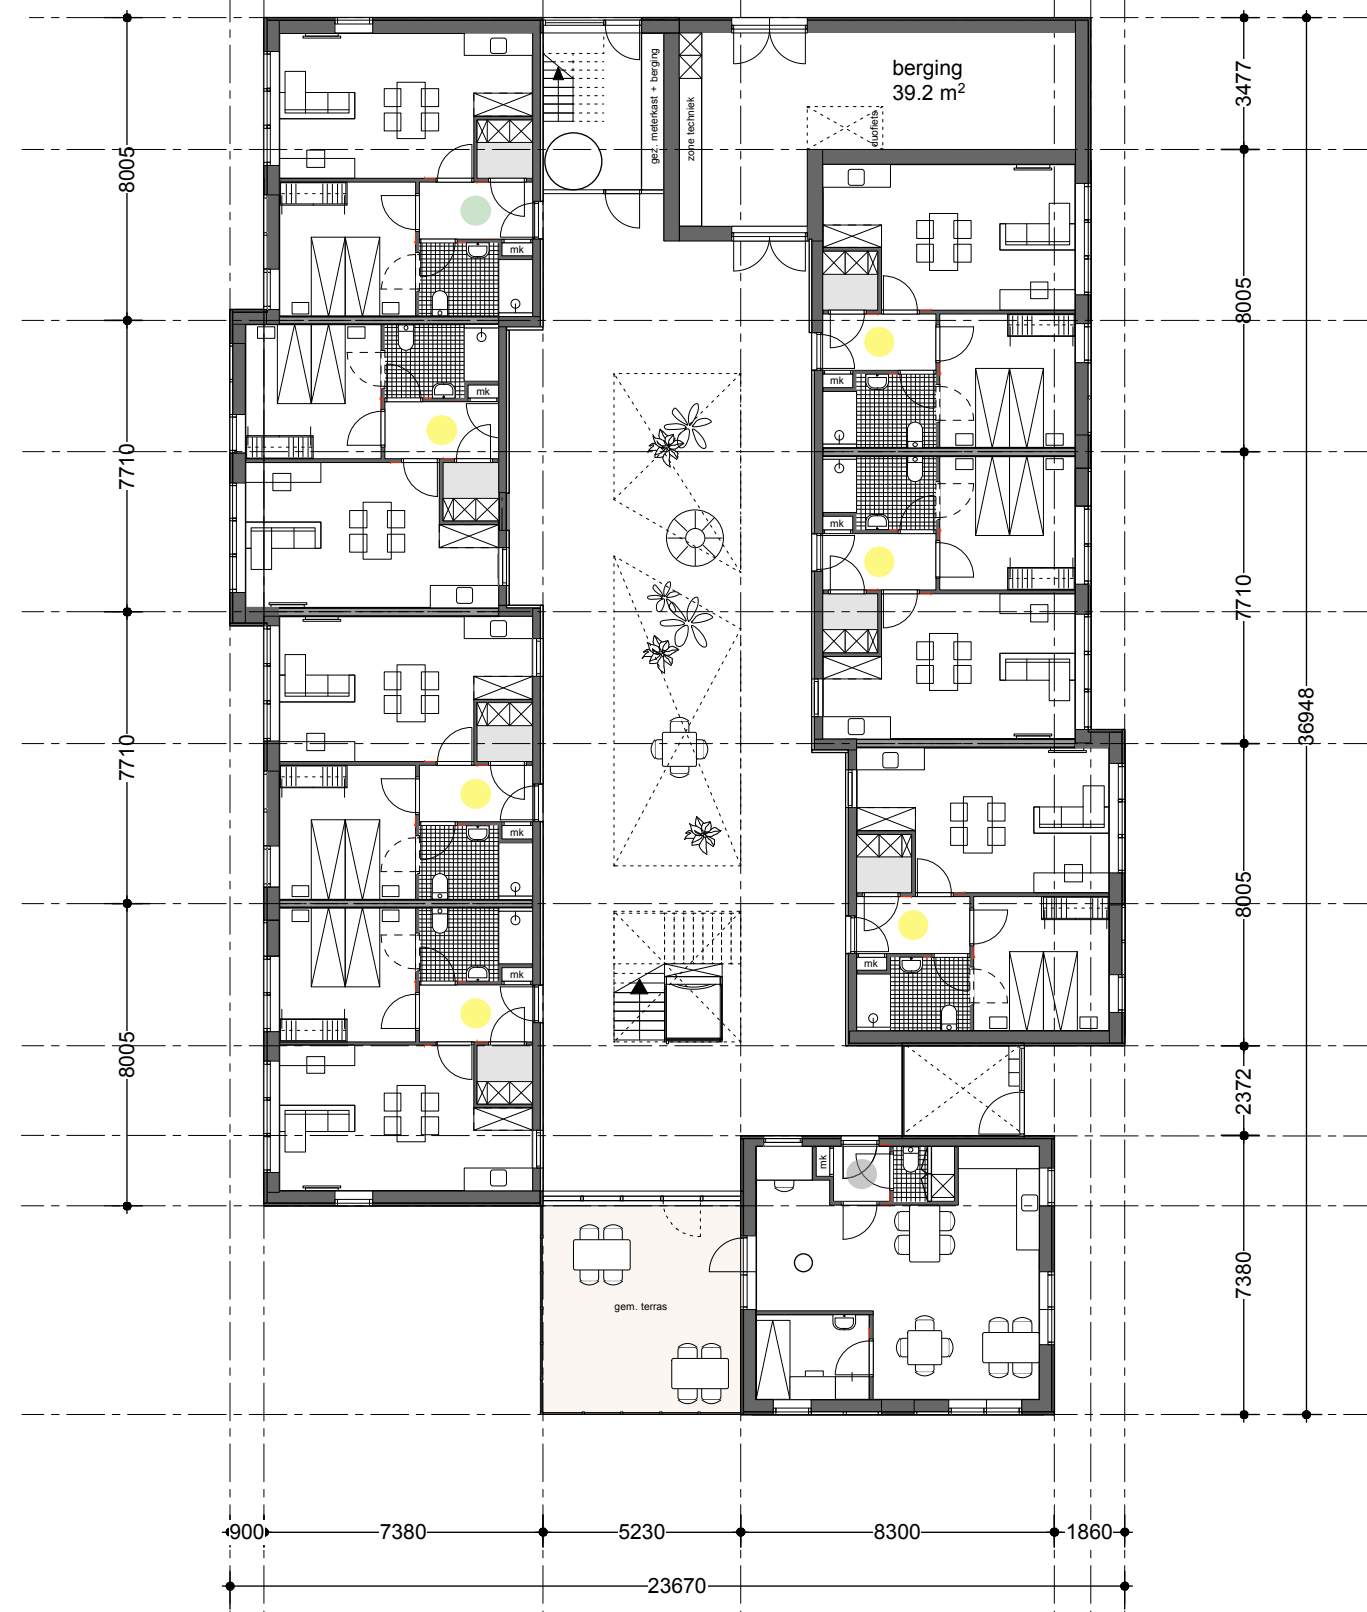 berging
39.2 m²
gez. meterkast + berging
zone techniek
duofiets
mk
mk
mk
mk
mk
mk
mk
mk
gem. terras
8005
7710
7710
8005
3477
8005
7710
8005
2372
7380
36948
900
7380
5230
8300
1860
23670